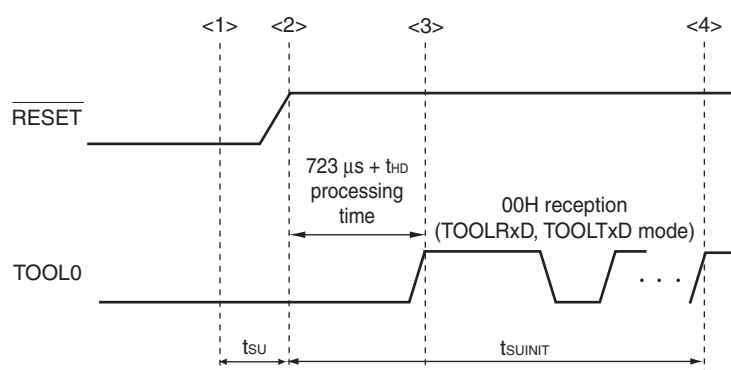 <1> <2> <3> <4>
RESET
723 µs + tHD
processing
time
00H reception
(TOOLRxD, TOOLTxD mode)
TOOL0
. . .
tSU
tSUINIT